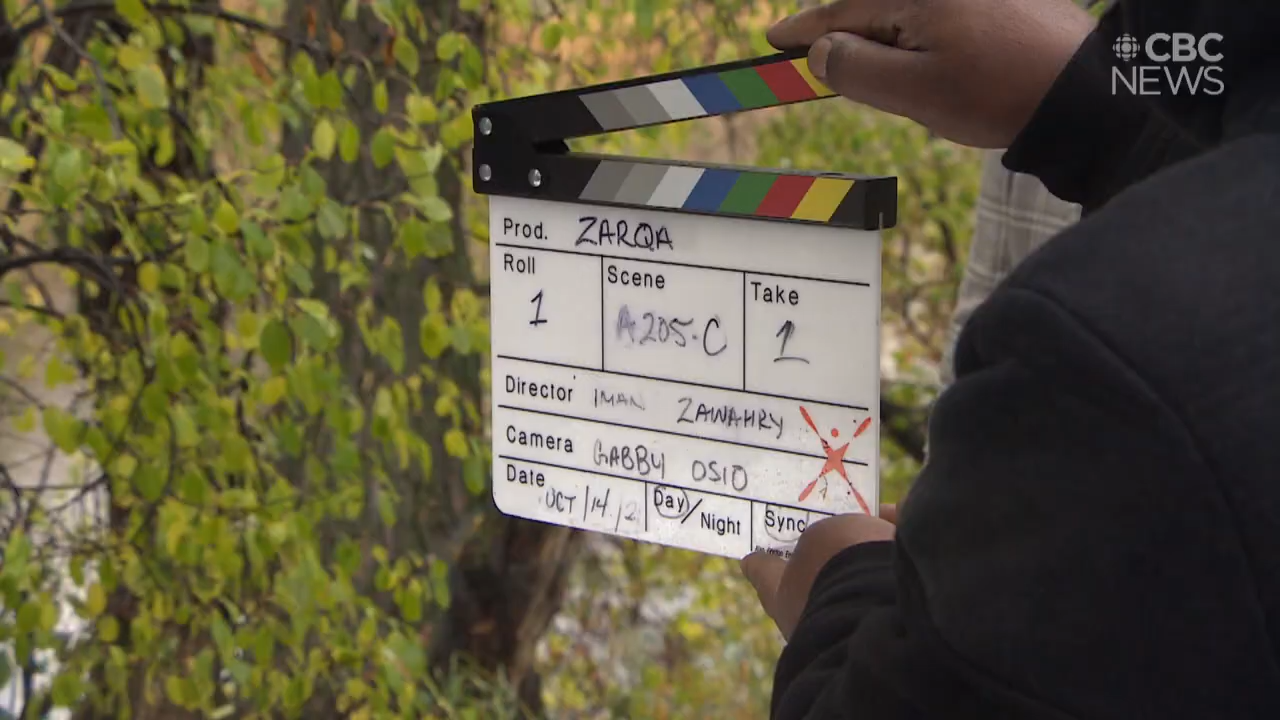 CBC
NEWS
Prod. ZARQA
Roll Scene Take
1 A205-C 1
Director IMAN ZAWAHRY
Camera GABBY OSIO
Date OCT/14/2 Day/Night Sync